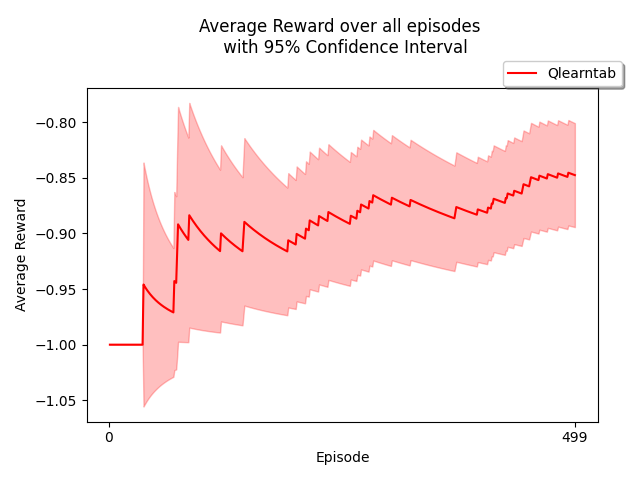 Average Reward over all episodes
with 95% Confidence Interval
Qlearntab
−0.80
−0.85
−0.90
−0.95
−1.00
−1.05
Average Reward
0
499
Episode